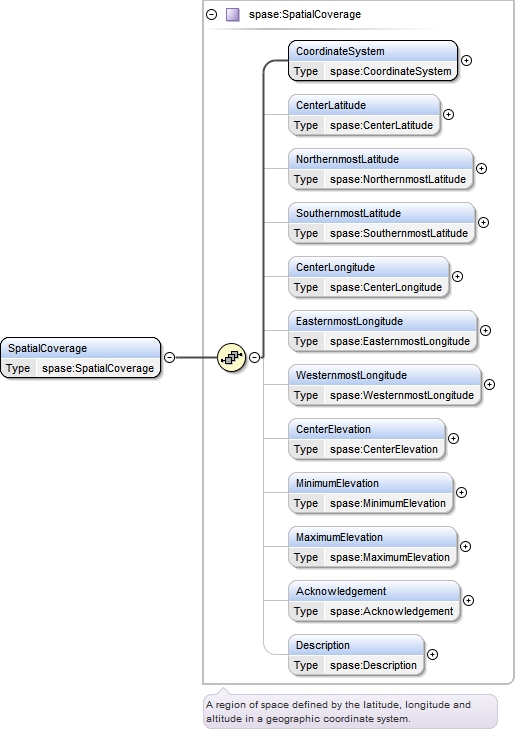 spase:SpatialCoverage
CoordinateSystem
Type spase:CoordinateSystem
CenterLatitude
Type spase:CenterLatitude
NorthernmostLatitude
Type spase:NorthernmostLatitude
SouthernmostLatitude
Type spase:SouthernmostLatitude
CenterLongitude
Type spase:CenterLongitude
EasternmostLongitude
Type spase:EasternmostLongitude
SpatialCoverage
Type spase:SpatialCoverage
WesternmostLongitude
Type spase:WesternmostLongitude
CenterElevation
Type spase:CenterElevation
MinimumElevation
Type spase:MinimumElevation
MaximumElevation
Type spase:MaximumElevation
Acknowledgement
Type spase:Acknowledgement
Description
Type spase:Description
A region of space defined by the latitude, longitude and
altitude in a geographic coordinate system.